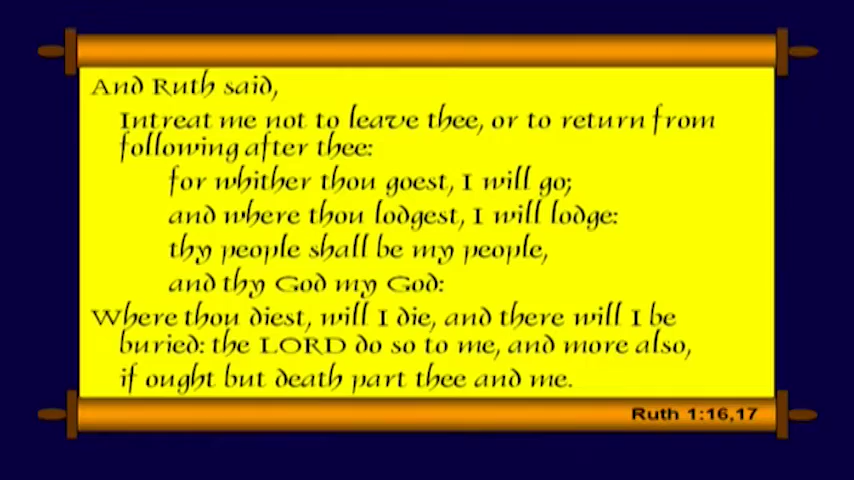 And Ruth said,
Intreat me not to leave thee, or to return from
following after thee:
for whither thou goest, I will go;
and where thou lodgest, I will lodge:
thy people shall be my people,
and thy God my God:
Where thou diest, will I die, and there will I be
buried: the LORD do so to me, and more also,
if ought but death part thee and me.
Ruth 1:16,17